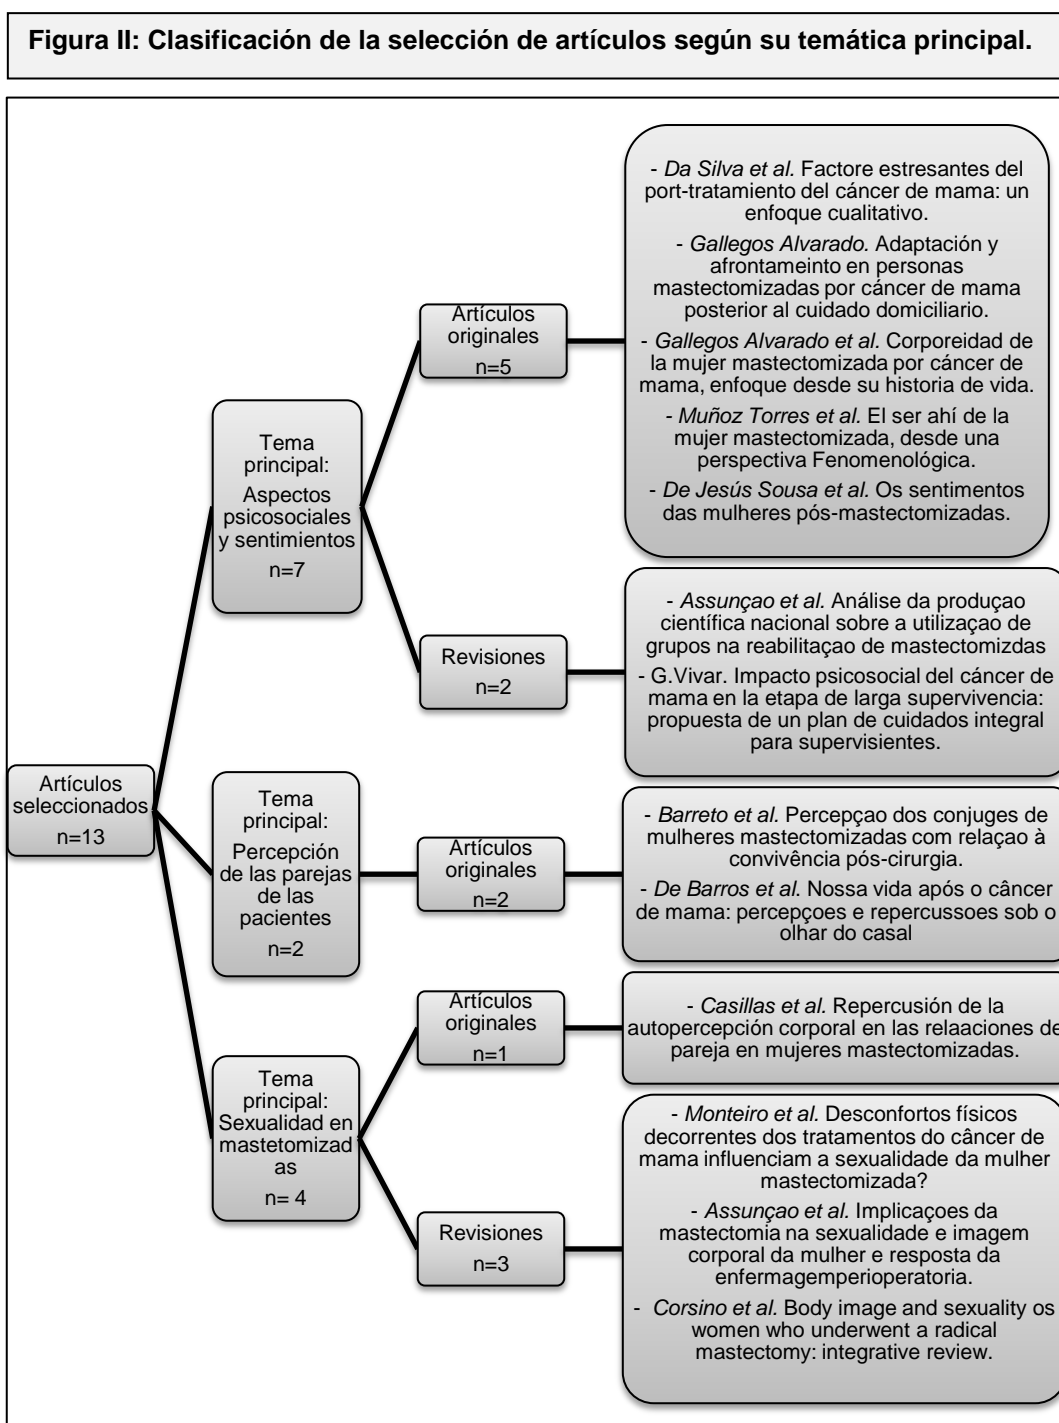 Figura II: Clasificación de la selección de artículos según su temática principal.
Artículos
seleccionados
n=13
Tema
principal:
Aspectos
psicosociales
y sentimientos
n=7
Artículos
originales
n=5
- Da Silva et al. Factore estresantes del
port-tratamiento del cáncer de mama: un
enfoque cualitativo.
- Gallegos Alvarado. Adaptación y
afrontameinto en personas
mastectomizadas por cáncer de mama
posterior al cuidado domiciliario.
- Gallegos Alvarado et al. Corporeidad de
la mujer mastectomizada por cáncer de
mama, enfoque desde su historia de vida.
- Muñoz Torres et al. El ser ahí de la
mujer mastectomizada, desde una
perspectiva Fenomenológica.
- De Jesús Sousa et al. Os sentimentos
das mulheres pós-mastectomizadas.
Revisiones
n=2
- Assunçao et al. Análise da produçao
científica nacional sobre a utilizaçao de
grupos na reabilitaçao de mastectomizdas
- G.Vivar. Impacto psicosocial del cáncer de
mama en la etapa de larga supervivencia:
propuesta de un plan de cuidados integral
para supervisientes.
Tema
principal:
Percepción
de las parejas
de las
pacientes
n=2
Artículos
originales
n=2
- Barreto et al. Percepçao dos conjuges de
mulheres mastectomizadas com relaçao à
convivência pós-cirurgia.
- De Barros et al. Nossa vida após o câncer
de mama: percepçoes e repercussoes sob o
olhar do casal
Tema
principal:
Sexualidad en
mastetomizad
as
n= 4
Artículos
originales
n=1
- Casillas et al. Repercusión de la
autopercepción corporal en las relaaciones de
pareja en mujeres mastectomizadas.
Revisiones
n=3
- Monteiro et al. Desconfortos físicos
decorrentes dos tratamentos do câncer de
mama influenciam a sexualidade da mulher
mastectomizada?
- Assunçao et al. Implicaçoes da
mastectomia na sexualidade e imagem
corporal da mulher e resposta da
enfermagemperioperatoria.
- Corsino et al. Body image and sexuality os
women who underwent a radical
mastectomy: integrative review.